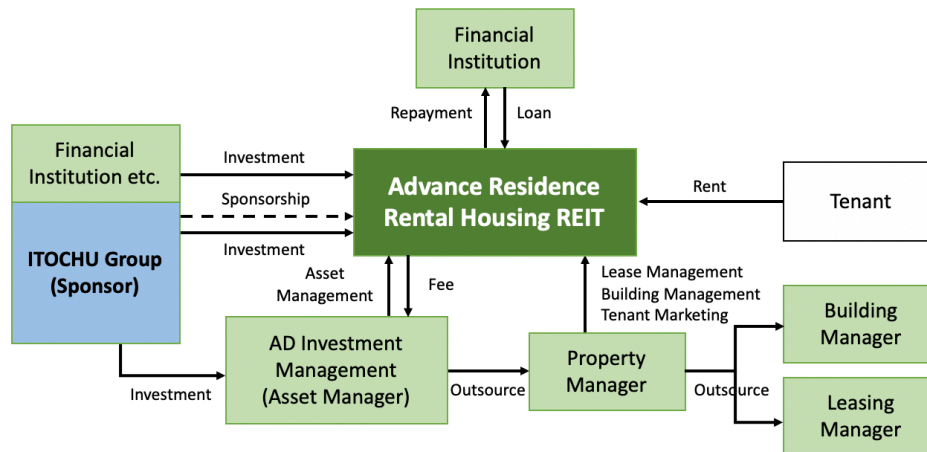 Financial
Institution
Repayment
Loan
Financial
Institution etc.
Investment
Sponsorship
Investment
ITOCHU Group
(Sponsor)
Advance Residence
Rental Housing REIT
Rent
Tenant
Asset
Management
Fee
Lease Management
Building Management
Tenant Marketing
Investment
AD Investment
Management
(Asset Manager)
Outsource
Property
Manager
Outsource
Building
Manager
Leasing
Manager